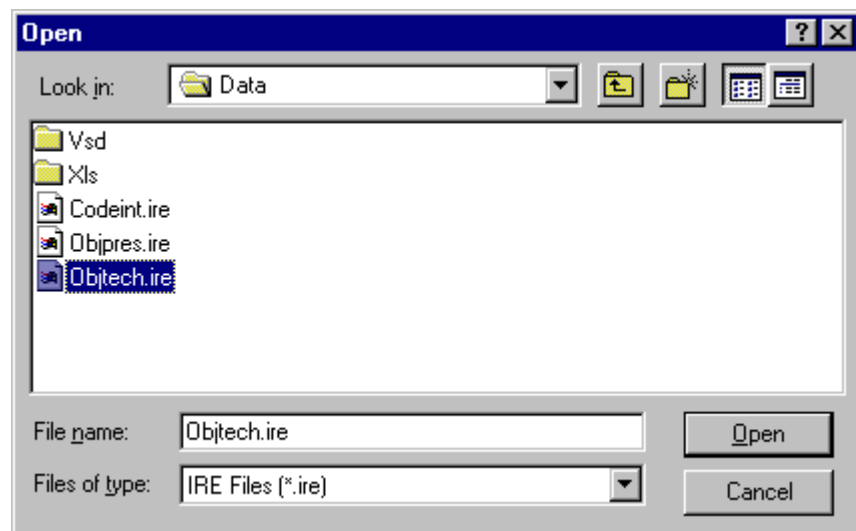 Open
Look in: Data
Vsd
Xls
Codeint.ire
Objpres.ire
Objtech.ire
File name: Objtech.ire Open
Files of type: IRE Files (*.ire) Cancel